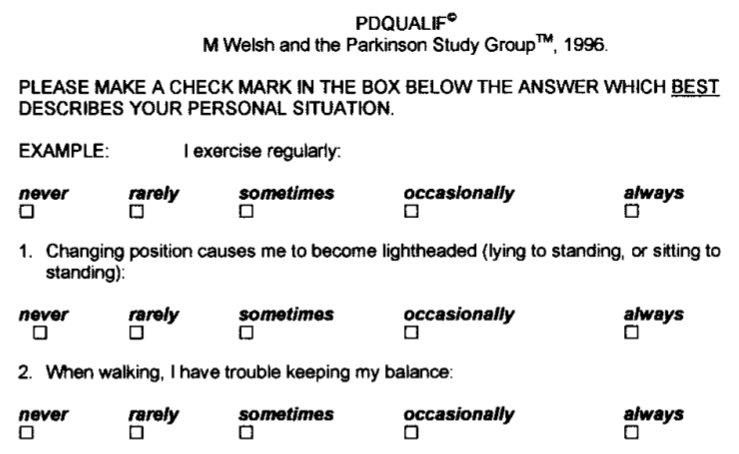 PDQUALIF©
M Welsh and the Parkinson Study Group™, 1996.
PLEASE MAKE A CHECK MARK IN THE BOX BELOW THE ANSWER WHICH BEST
DESCRIBES YOUR PERSONAL SITUATION.
EXAMPLE: I exercise regularly:
never rarely sometimes occasionally always
☐ ☐ ☐ ☐ ☐
1. Changing position causes me to become lightheaded (lying to standing, or sitting to
standing):
never rarely sometimes occasionally always
☐ ☐ ☐ ☐ ☐
2. When walking, I have trouble keeping my balance:
never rarely sometimes occasionally always
☐ ☐ ☐ ☐ ☐